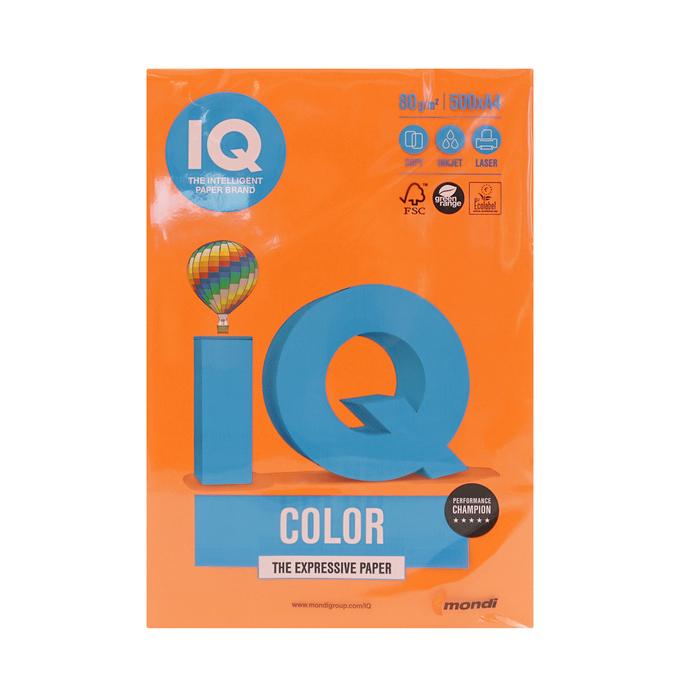 IQ
THE INTELLIGENT
PAPER BRAND
80 g/m² | 500xA4
COPY INKJET LASER
FSC
green
range
Ecolabel
IQ
PERFORMANCE
CHAMPION
COLOR
THE EXPRESSIVE PAPER
www.mondigroup.com/IQ
mondi